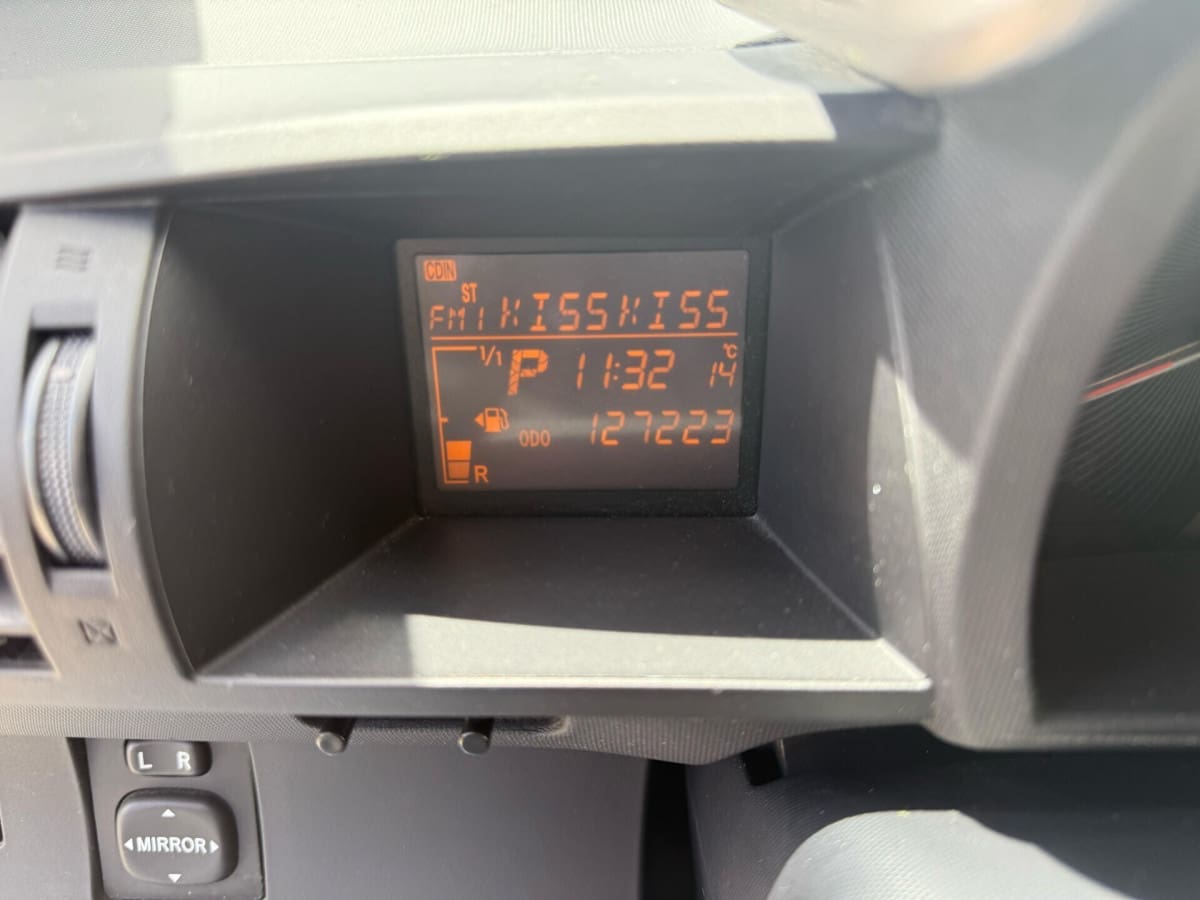 CDIN
ST
FM1 KISSKISS
1/1 P 11:32 °C 14
ODO 127223
R
L R
MIRROR